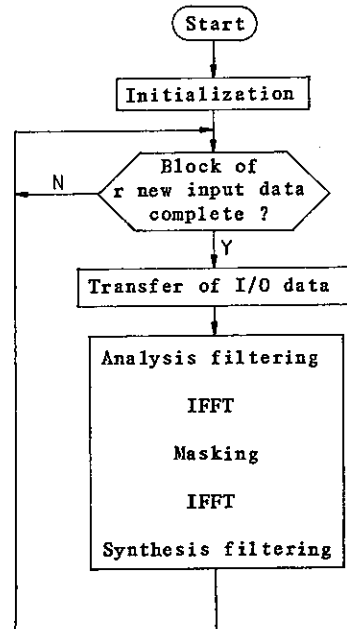 Start
Initialization
Block of
N
r new input data
complete ?
Y
Transfer of I/O data
Analysis filtering
IFFT
Masking
IFFT
Synthesis filtering